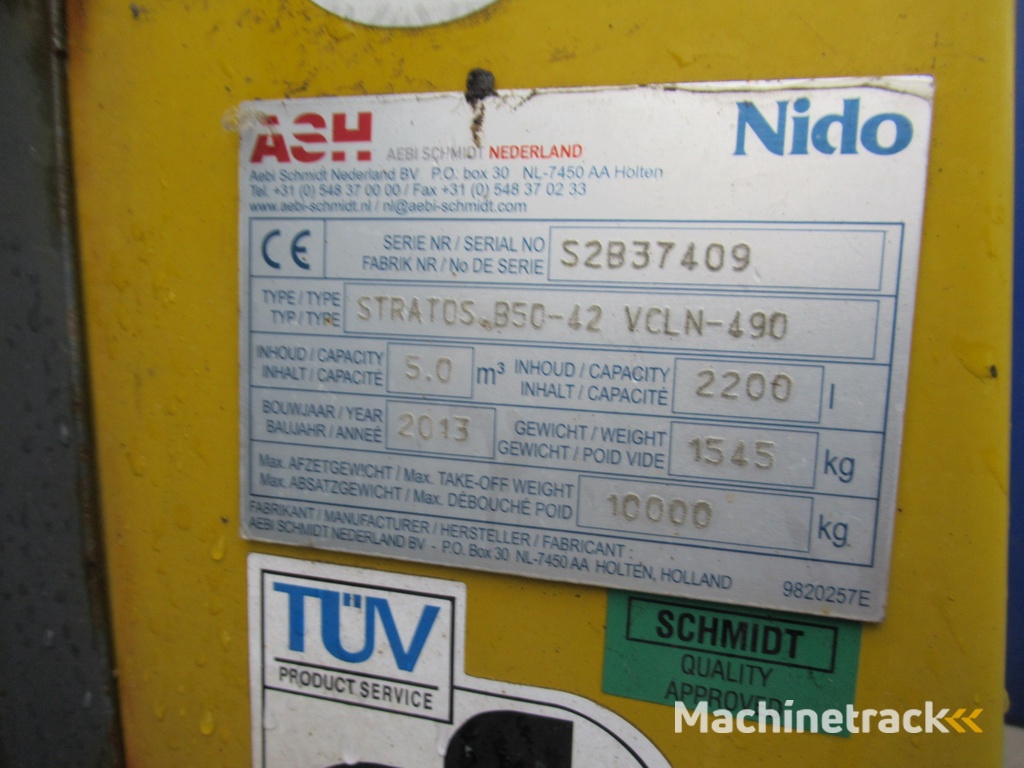 ASH AEBI SCHMIDT NEDERLAND Nido
Aebi Schmidt Nederland BV P.O. box 30 NL-7450 AA Holten
Tel. +31 (0) 548 37 00 00 / Fax +31 (0) 548 37 02 33
www.aebi-schmidt.nl / nl@aebi-schmidt.com
CE SERIE NR / SERIAL NO
FABRIK NR / No DE SERIE S2B37409
TYPE / TYPE
TYP / TYPE STRATOS B50-42 VCLN-490
INHOUD / CAPACITY
INHALT / CAPACITÉ 5.0 m³
INHOUD / CAPACITY
INHALT / CAPACITÉ 2200 l
BOUWJAAR / YEAR
BAUJAHR / ANNEÉ 2013
GEWICHT / WEIGHT
GEWICHT / POID VIDE 1545 kg
Max. AFZETGEWICHT / Max. TAKE-OFF WEIGHT
Max. ABSATZGEWICHT / Max. DÉBOUCHÉ POID 10000 kg
FABRIKANT / MANUFACTURER / HERSTELLER / FABRICANT :
AEBI SCHMIDT NEDERLAND BV - P.O. Box 30 NL-7450 AA HOLTEN, HOLLAND
9820257E
TÜV
PRODUCT SERVICE
SCHMIDT
QUALITY
APPROVED
Machinetrack